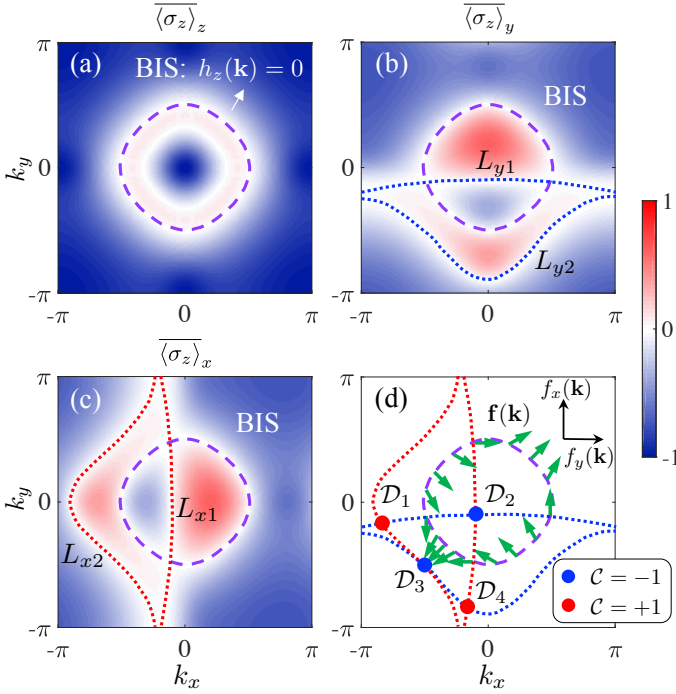 $\overline{\langle\sigma_z\rangle}_z$
$\overline{\langle\sigma_z\rangle}_y$
π
(a)
BIS: $h_z(\mathbf{k}) = 0$
$k_y$
0
-π
-π
0
π
π
(b)
BIS
$L_{y1}$
0
$L_{y2}$
-π
-π
0
π
1
0
-1
$\overline{\langle\sigma_z\rangle}_x$
π
(c)
BIS
$k_y$
0
$L_{x1}$
$L_{x2}$
-π
-π
0
π
$k_x$
π
(d)
$\mathbf{f}(\mathbf{k})$
$f_x(\mathbf{k})$
$f_y(\mathbf{k})$
$\mathcal{D}_1$
$\mathcal{D}_2$
0
$\mathcal{D}_3$
$\mathcal{D}_4$
$\mathcal{C} = -1$
$\mathcal{C} = +1$
-π
-π
0
π
$k_x$